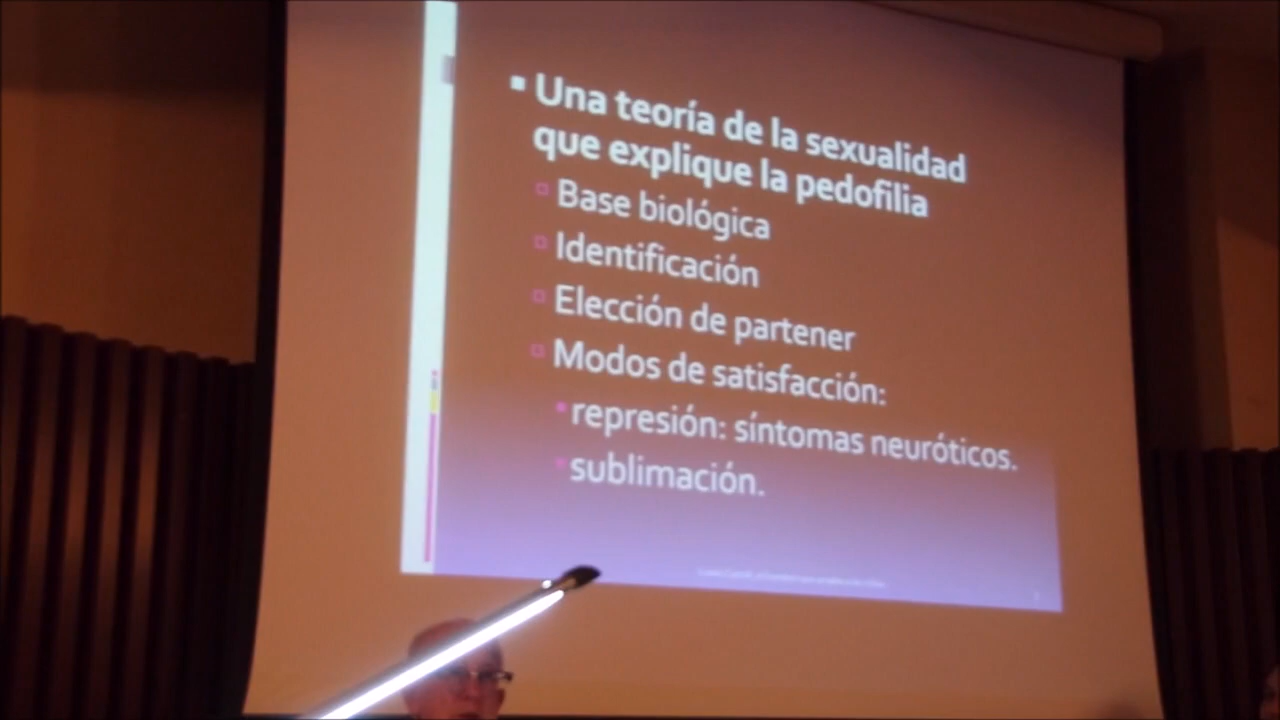 Una teoría de la sexualidad
que explique la pedofilia
Base biológica
Identificación
Elección de partener
Modos de satisfacción:
represión: síntomas neuróticos.
sublimación.